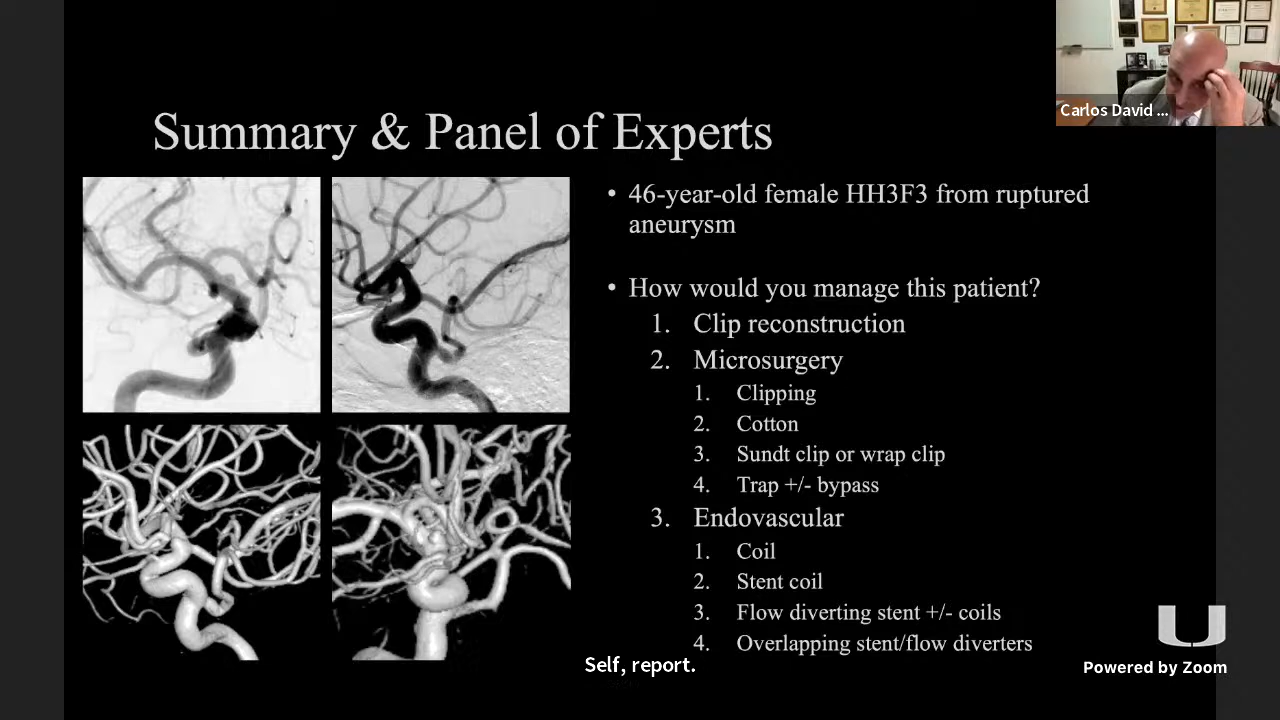 Carlos David ...
Summary & Panel of Experts
• 46-year-old female HH3F3 from ruptured
aneurysm
• How would you manage this patient?
1. Clip reconstruction
2. Microsurgery
1. Clipping
2. Cotton
3. Sundt clip or wrap clip
4. Trap +/- bypass
3. Endovascular
1. Coil
2. Stent coil
3. Flow diverting stent +/- coils
4. Overlapping stent/flow diverters
Self, report.
U
Powered by Zoom